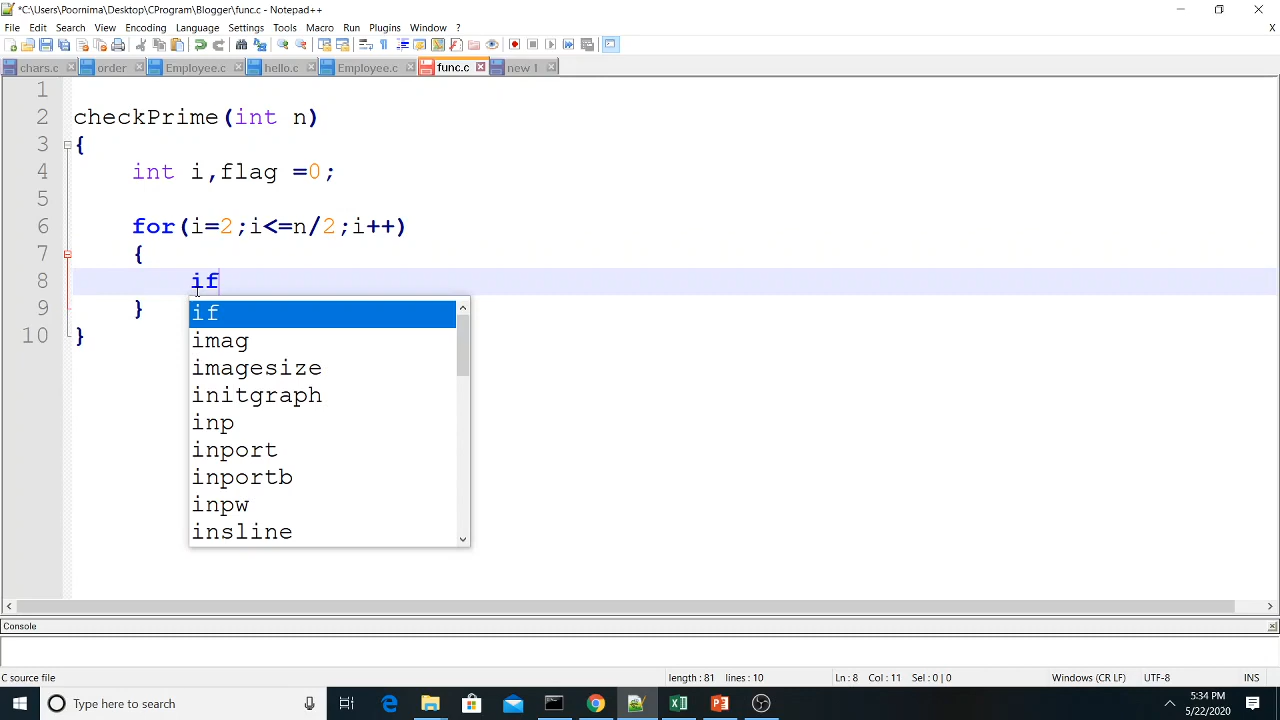 *C:\Users\Poornima\Desktop\CProgram\Blogger\func.c - Notepad++
File Edit Search View Encoding Language Settings Tools Macro Run Plugins Window ?
X
chars.c order Employee.c hello.c Employee.c func.c new 1
1
2 checkPrime(int n)
3 {
4 int i,flag =0;
5
6 for(i=2;i<=n/2;i++)
7 {
8 if
9 }
10 }
if
imag
imagesize
initgraph
inp
inport
inportb
inpw
insline
Console
C source file length : 81 lines : 10 Ln : 8 Col : 11 Sel : 0 | 0 Windows (CR LF) UTF-8 INS
Type here to search
5:34 PM
5/22/2020